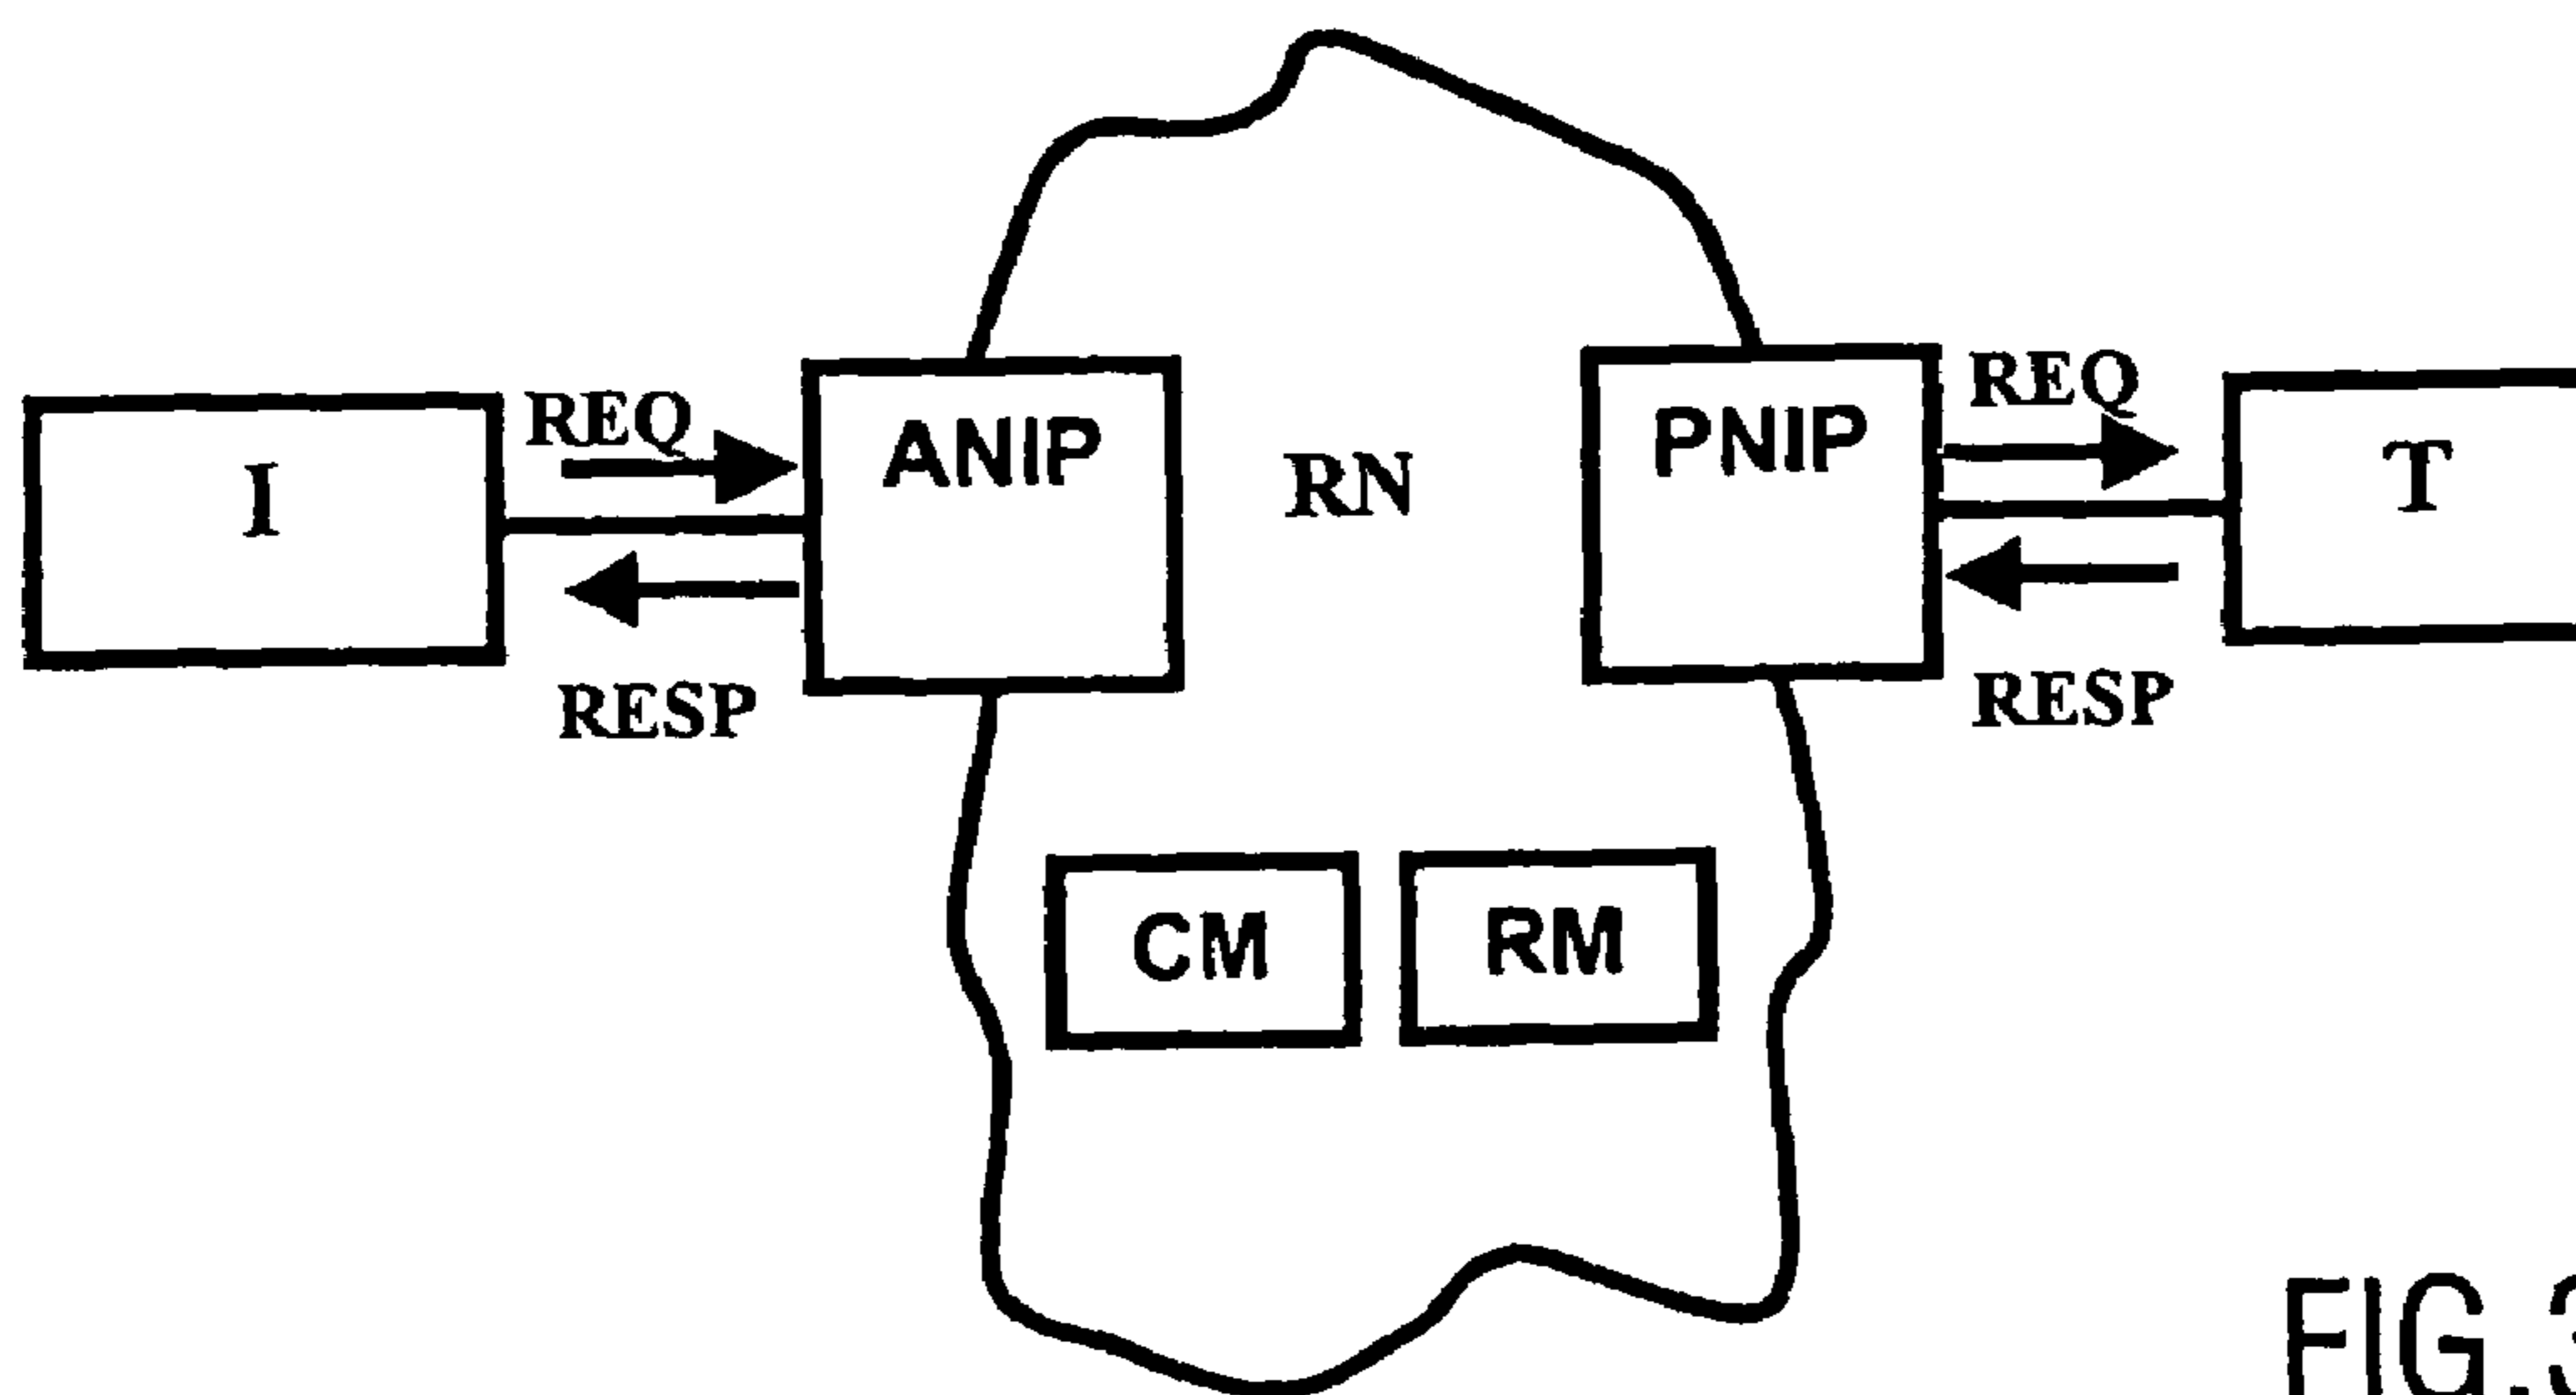 I
REQ
RESP
ANIP
RN
PNIP
REQ
RESP
T
CM
RM
FIG.3